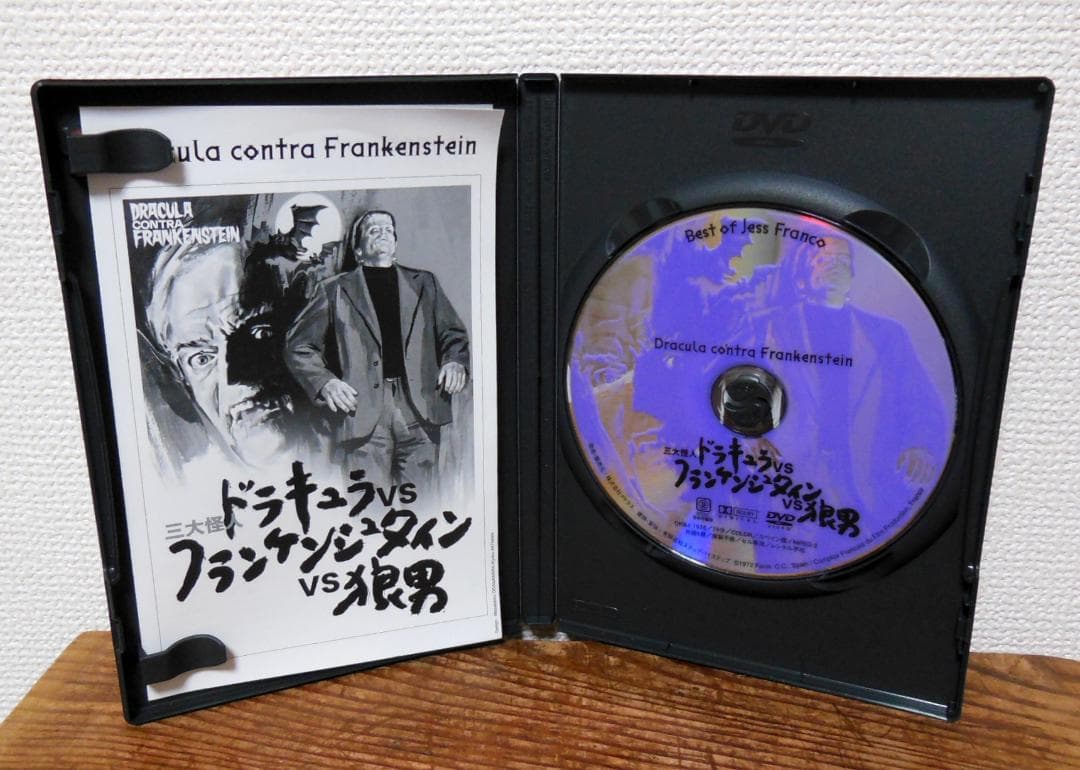 ula contra Frankenstein
DRACULA
CONTRA
FRANKENSTEIN
三大怪人
ドラキュラVS
フランケンシュタイン
VS狼男
DVD
Best of Jess Franco
Dracula contra Frankenstein
三大怪人ドラキュラVS
フランケンシュタイン
VS狼男
DVD